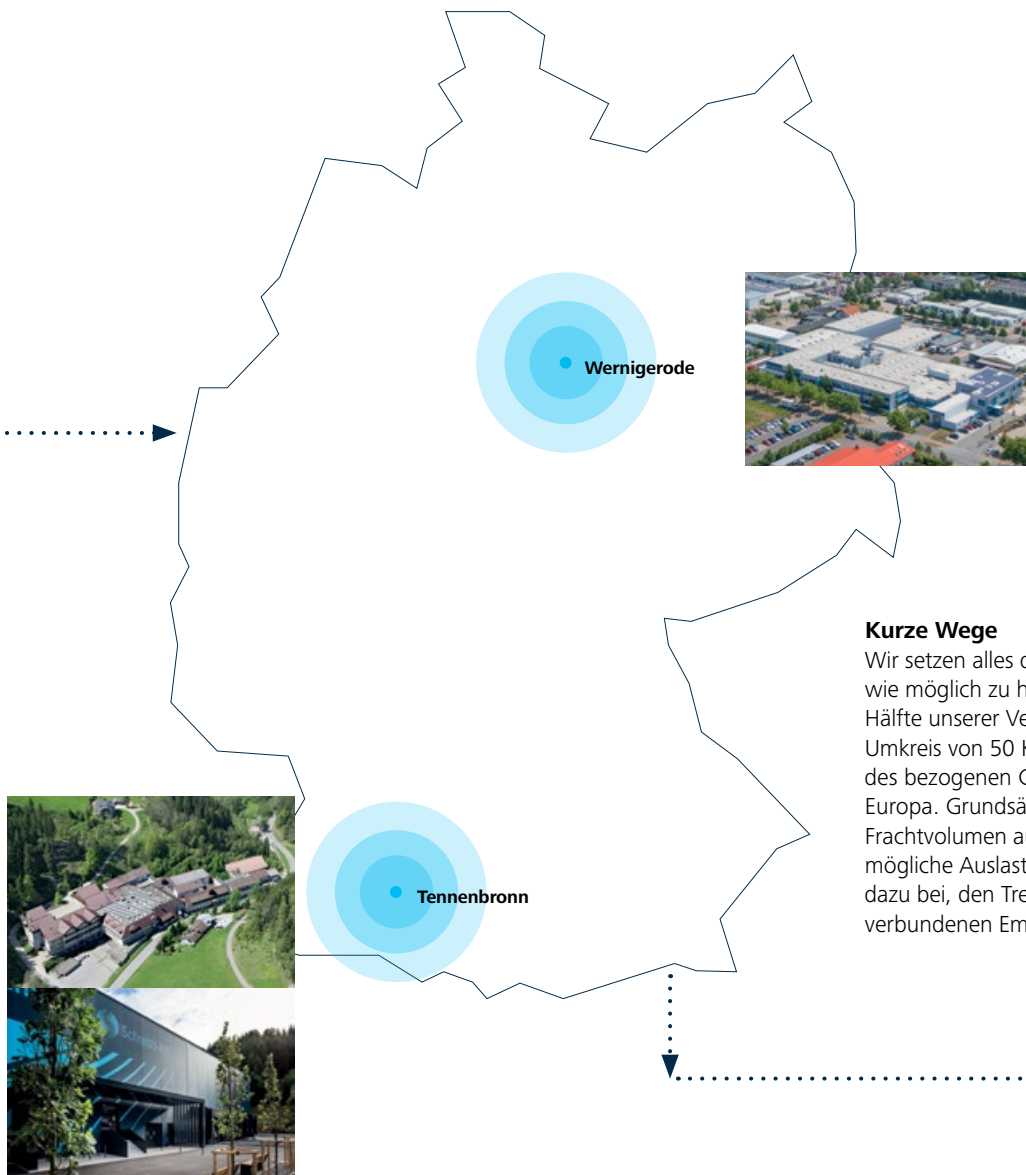 Wernigerode
Kurze Wege
Wir setzen alles d
wie möglich zu h
Hälfte unserer Ve
Umkreis von 50 K
des bezogenen
Europa. Grundsä
Frachtvolumen a
mögliche Auslast
dazu bei, den Tre
verbundenen Em
Tennenbronn